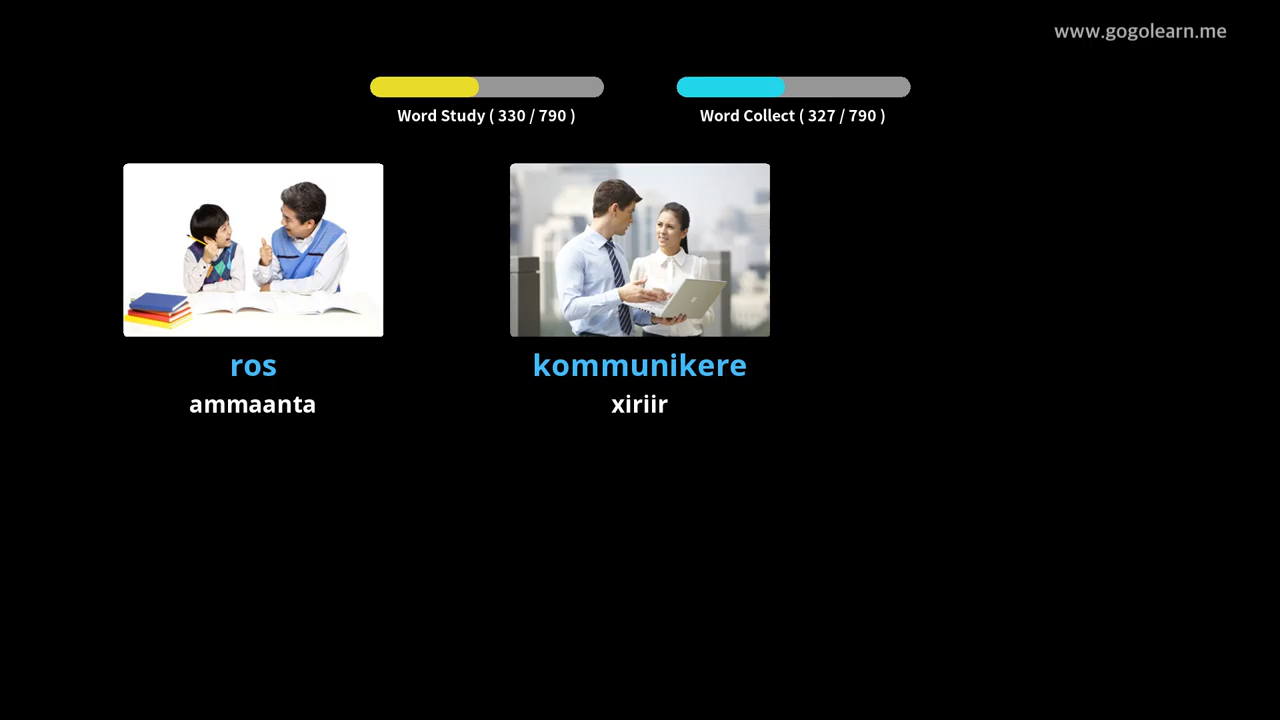 www.gogolearn.me
Word Study ( 330 / 790 )
Word Collect ( 327 / 790 )
ros
kommunikere
ammaanta
xiriir